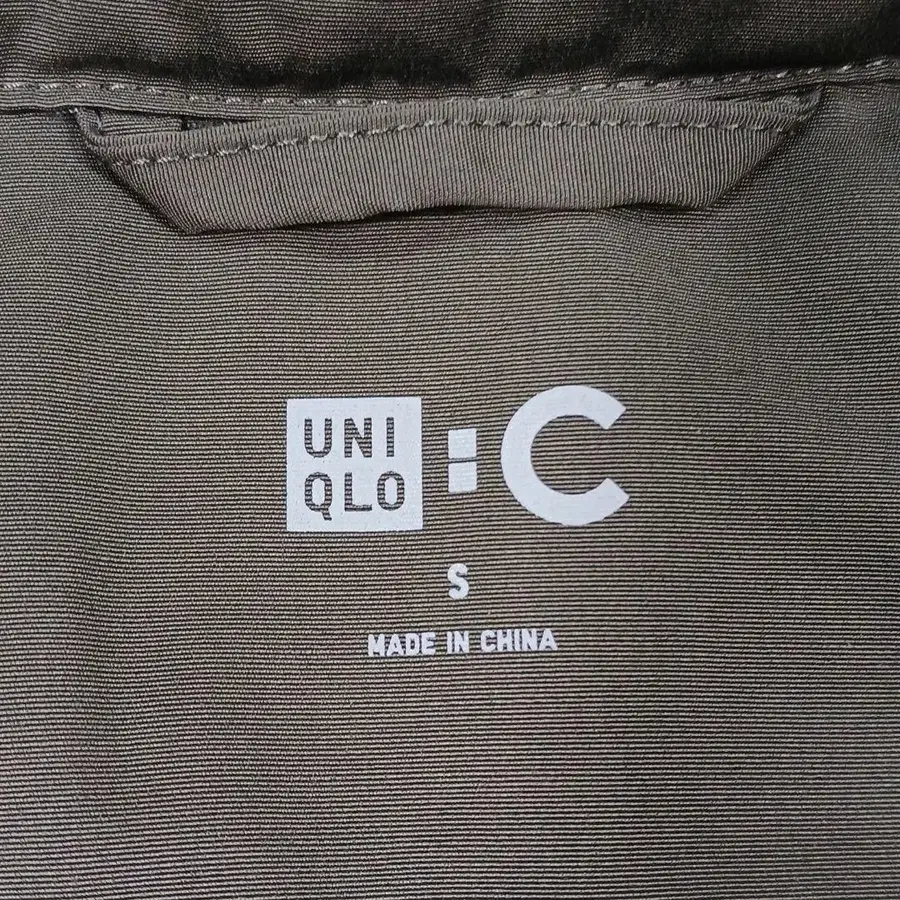 UNI
QLO : C
S
MADE IN CHINA